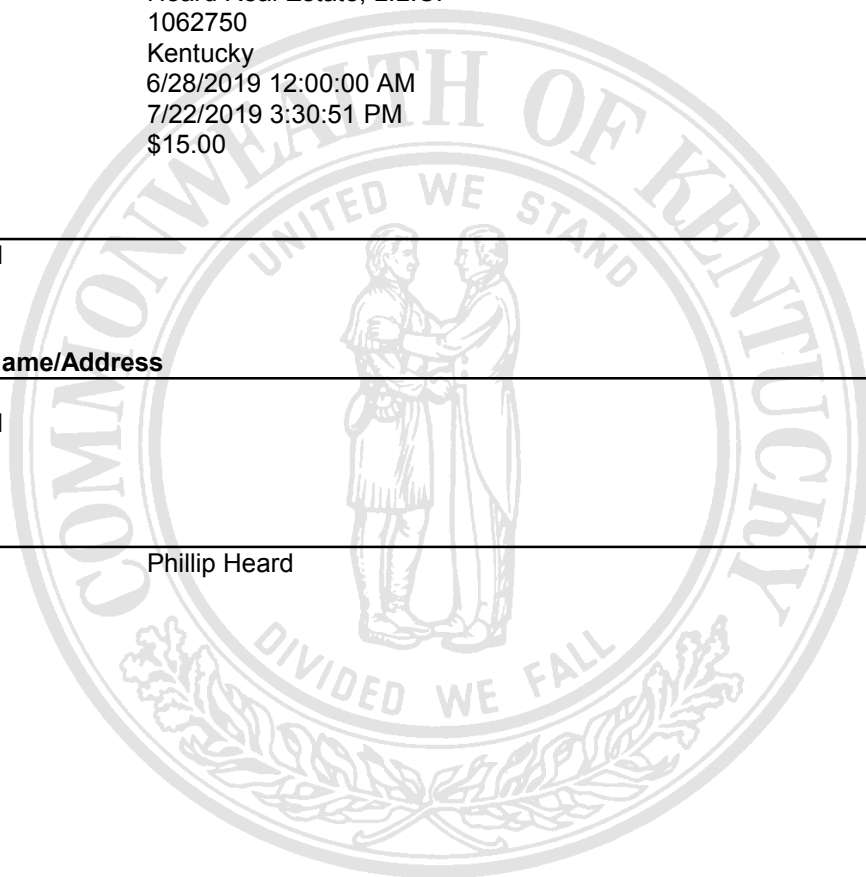 1062750
Kentucky
6/28/2019 12:00:00 AM
7/22/2019 3:30:51 PM
$15.00
ame/Address
Phillip Heard
COMMONWEALTH OF KENTUCKY
UNITED WE STAND
DIVIDED WE FALL